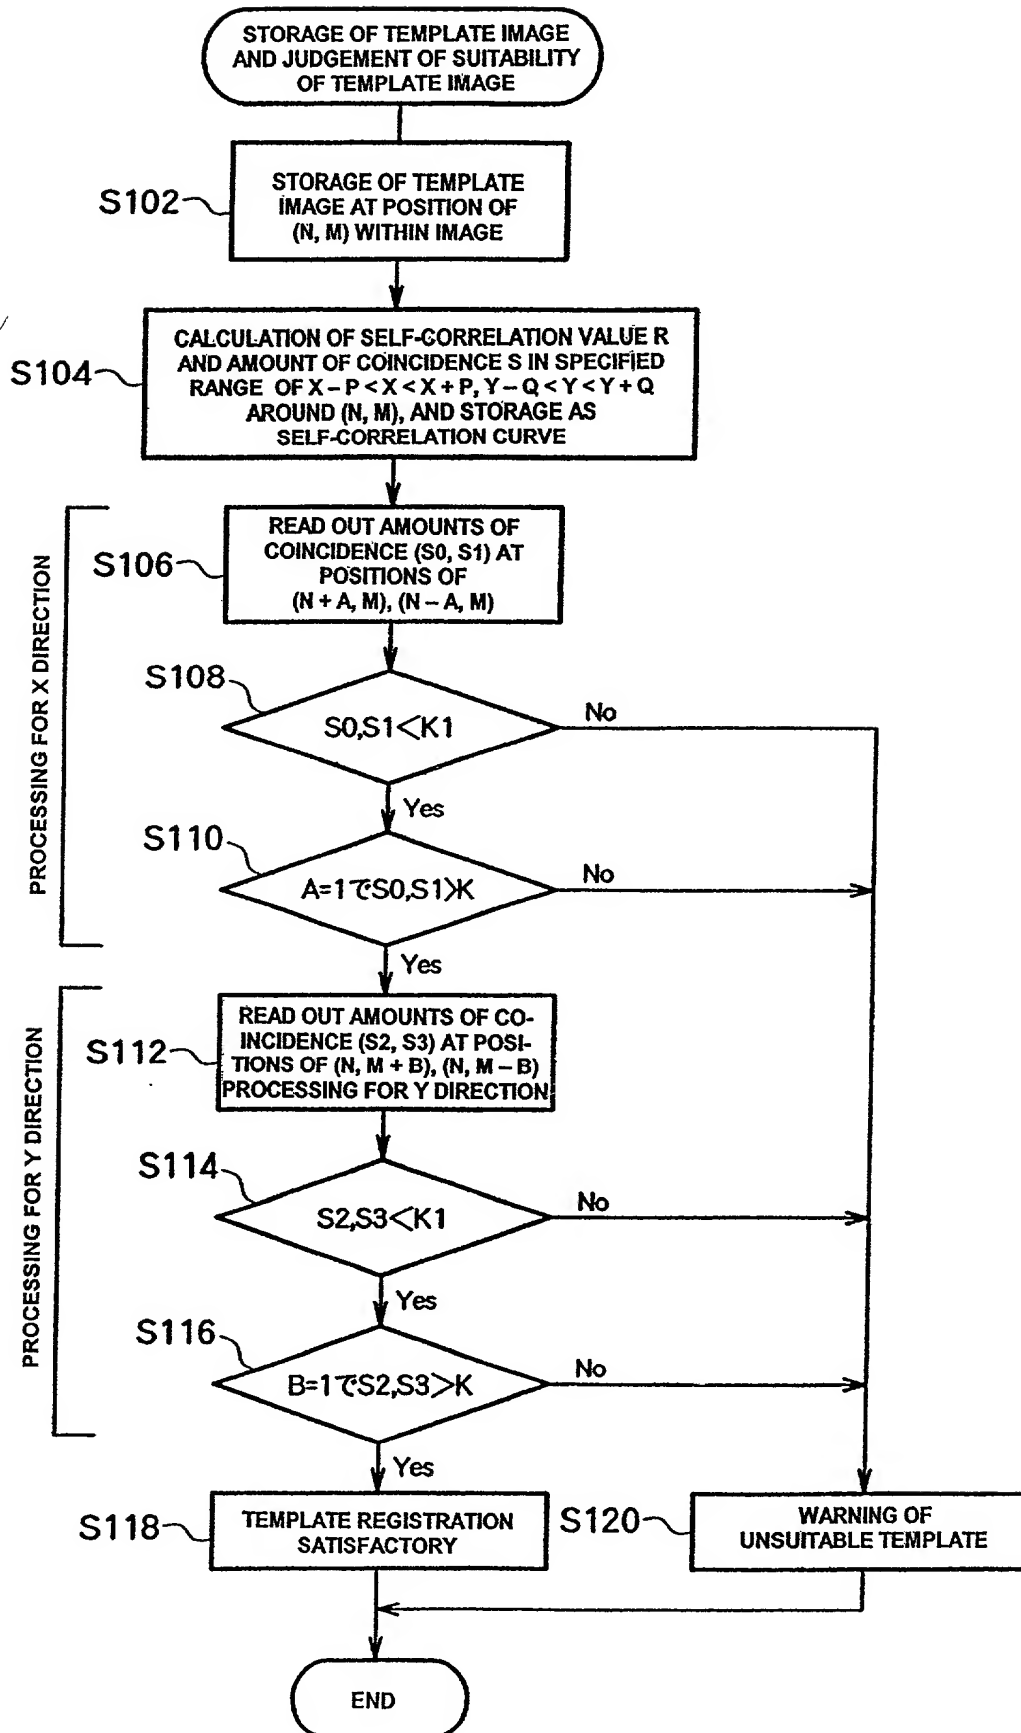 STORAGE OF TEMPLATE IMAGE
AND JUDGEMENT OF SUITABILITY
OF TEMPLATE IMAGE
S102
STORAGE OF TEMPLATE
IMAGE AT POSITION OF
(N, M) WITHIN IMAGE
S104
CALCULATION OF SELF-CORRELATION VALUE R
AND AMOUNT OF COINCIDENCE S IN SPECIFIED
RANGE OF X – P < X < X + P, Y – Q < Y < Y + Q
AROUND (N, M), AND STORAGE AS
SELF-CORRELATION CURVE
PROCESSING FOR X DIRECTION
S106
READ OUT AMOUNTS OF
COINCIDENCE (S0, S1) AT
POSITIONS OF
(N + A, M), (N – A, M)
S108
S0,S1<K1
No
Yes
S110
A=1でS0,S1>K
No
Yes
PROCESSING FOR Y DIRECTION
S112
READ OUT AMOUNTS OF CO-
INCIDENCE (S2, S3) AT POSI-
TIONS OF (N, M + B), (N, M – B)
PROCESSING FOR Y DIRECTION
S114
S2,S3<K1
No
Yes
S116
B=1でS2,S3>K
No
Yes
S118
TEMPLATE REGISTRATION
SATISFACTORY
S120
WARNING OF
UNSUITABLE TEMPLATE
END